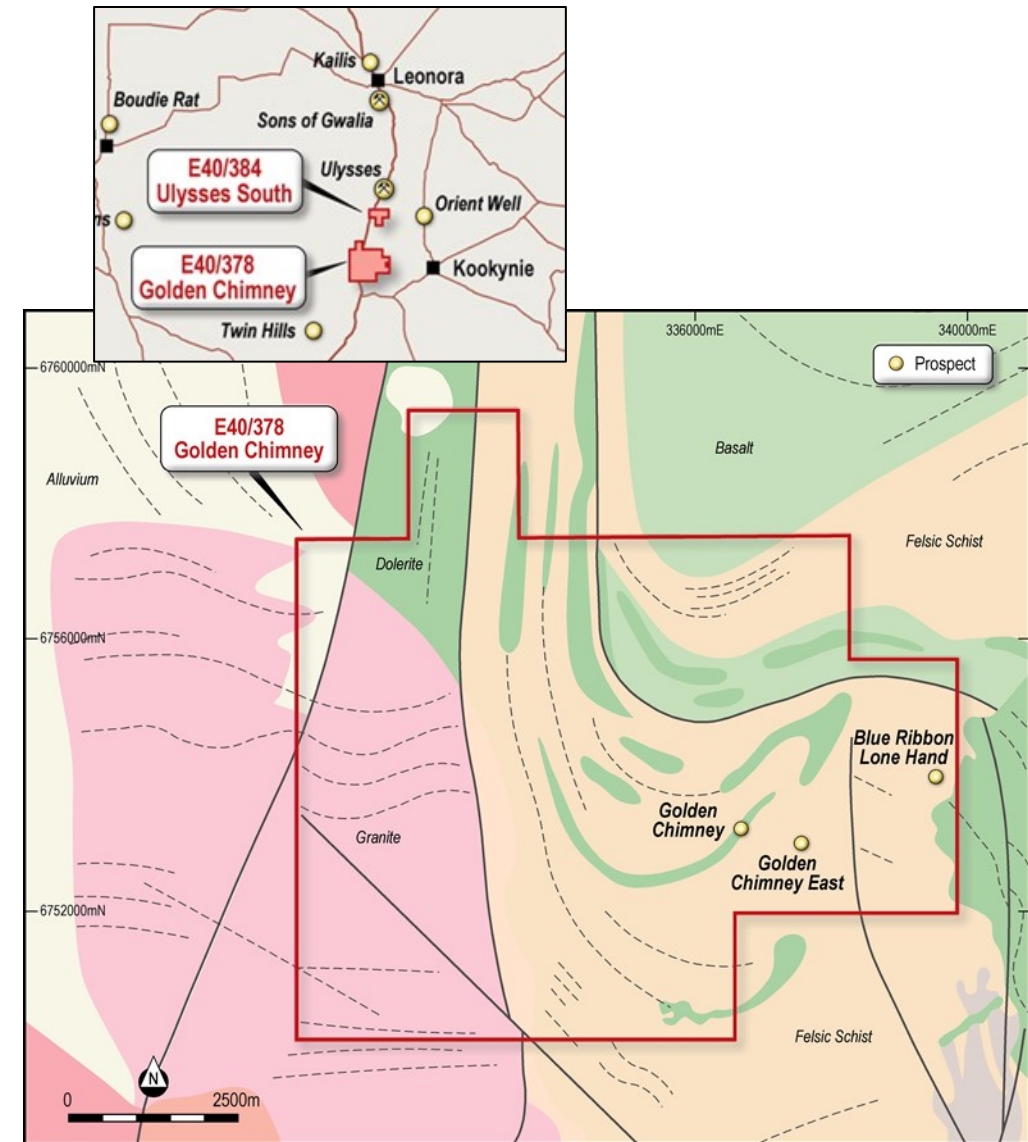 Kailis
Leonora
Boudie Rat
Sons of Gwalia
E40/384
Ulysses South
Ulysses
Orient Well
ns
E40/378
Golden Chimney
Kookynie
Twin Hills
336000mE
340000mE
6760000mN
Prospect
E40/378
Golden Chimney
Basalt
Alluvium
Felsic Schist
Dolerite
6756000mN
Blue Ribbon
Lone Hand
Golden
Chimney
Granite
Golden
Chimney East
6752000mN
Felsic Schist
N
0
2500m